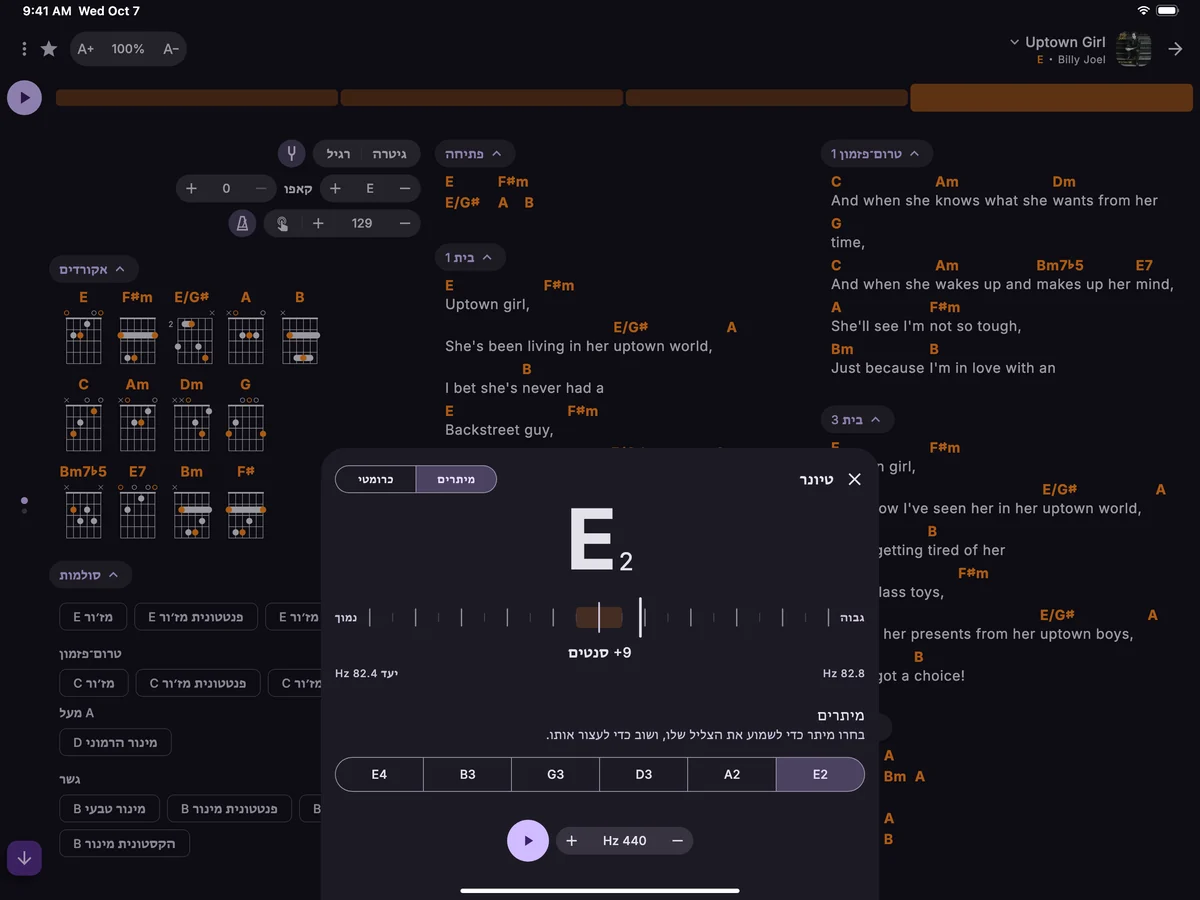 9:41 AM Wed Oct 7
A+ 100% A-
Uptown Girl
E • Billy Joel
גיטרה רגיל
+ 0 − קאפו + E −
+ 129 −
אקורדים
E F#m E/G# A B
2
C Am Dm G
Bm7♭5 E7 Bm F#
סולמות
E מז׳ור
E פנטטונית מז׳ור
E מז׳ור
טרום־פזמון
C מז׳ור
C פנטטונית מז׳ור
C מז׳ור
מעל A
D מינור הרמוני
גשר
B מינור טבעי
B פנטטונית מינור
B
B הקסטונית מינור
פתיחה
E F#m
E/G# A B
בית 1
E F#m
Uptown girl,
E/G# A
She's been living in her uptown world,
B
I bet she's never had a
E F#m
Backstreet guy,
טרום־פזמון 1
C Am Dm
And when she knows what she wants from her
G
time,
C Am Bm7♭5 E7
And when she wakes up and makes up her mind,
A F#m
She'll see I'm not so tough,
Bm B
Just because I'm in love with an
בית 3
E F#m
girl,
E/G# A
I've seen her in her uptown world,
B
getting tired of her
F#m
toys,
E/G# A
her presents from her uptown boys,
B
got a choice!
A
Bm A
A
B
טיונר
מיתרים כרומטי
E2
נמוך גבוה
+9 סנטים
יעד 82.4 Hz
82.8 Hz
מיתרים
בחרו מיתר כדי לשמוע את הצליל שלו, ושוב כדי לעצור אותו.
E4 B3 G3 D3 A2 E2
+ 440 Hz −